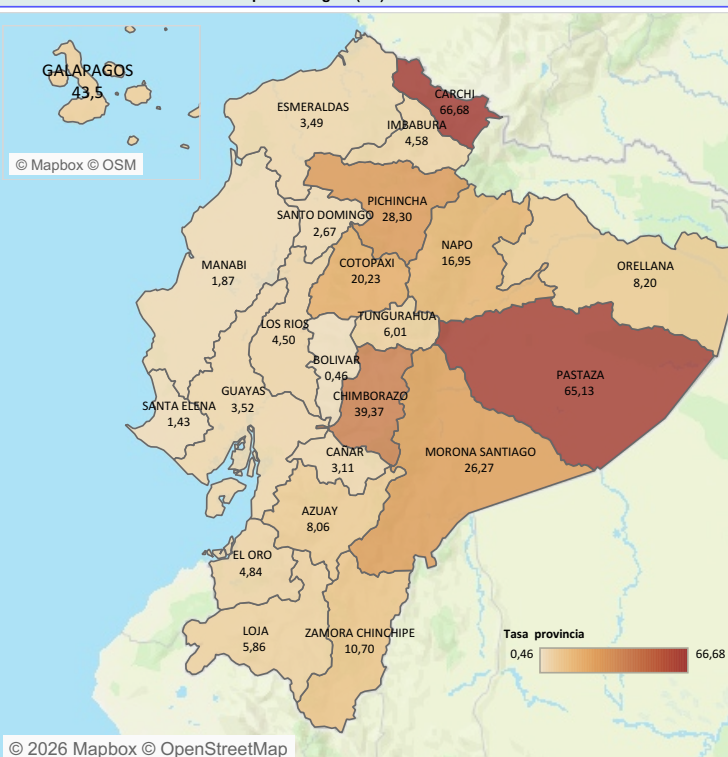 GALAPAGOS
43,5
© Mapbox © OSM
CARCHI
66,68
ESMERALDAS
3,49
IMBABURA
4,58
PICHINCHA
28,30
SANTO DOMINGO
2,67
NAPO
16,95
COTOPAXI
20,23
MANABI
1,87
ORELLANA
8,20
TUNGURAHUA
6,01
LOS RIOS
4,50
BOLIVAR
0,46
PASTAZA
65,13
GUAYAS
3,52
CHIMBORAZO
39,37
SANTA ELENA
1,43
CAÑAR
3,11
MORONA SANTIAGO
26,27
AZUAY
8,06
EL ORO
4,84
LOJA
5,86
ZAMORA CHINCHIPE
10,70
Tasa provincia
0,46
66,68
© 2026 Mapbox © OpenStreetMap